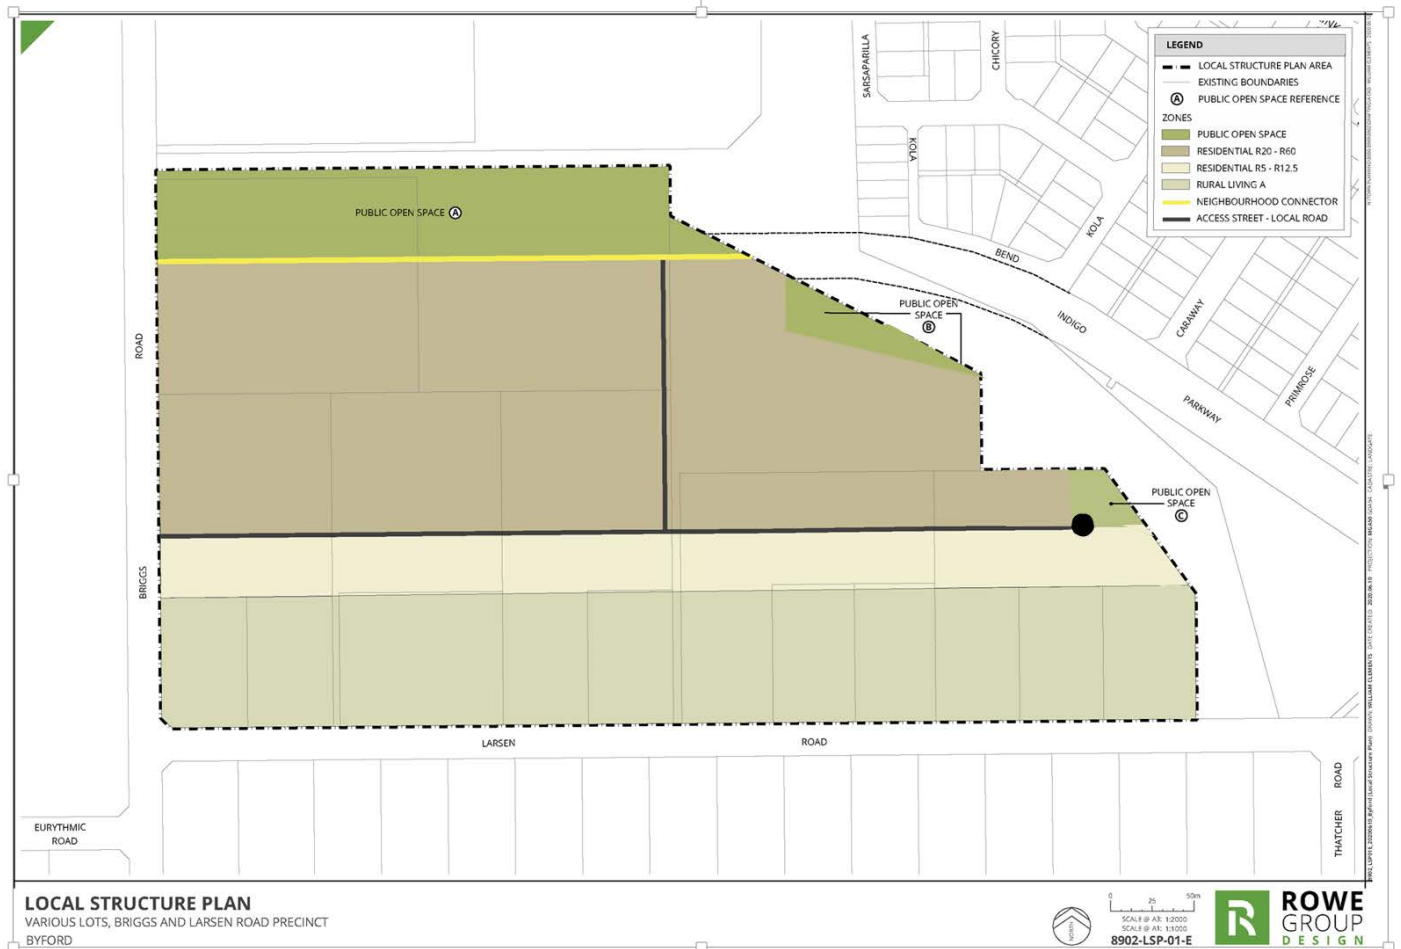 SARSAPARILLA
CHICORY
KOLA
LEGEND
LOCAL STRUCTURE PLAN AREA
EXISTING BOUNDARIES
A PUBLIC OPEN SPACE REFERENCE
ZONES
PUBLIC OPEN SPACE
RESIDENTIAL R20 - R60
RESIDENTIAL R5 - R12.5
RURAL LIVING A
NEIGHBOURHOOD CONNECTOR
ACCESS STREET - LOCAL ROAD
PUBLIC OPEN SPACE A
KOLA
BEND
INDIGO
CARAWAY
PRIMROSE
PARKWAY
PUBLIC OPEN
SPACE
B
ROAD
BRIGGS
PUBLIC OPEN
SPACE
C
LARSEN ROAD
ROAD
THATCHER
EURYTHMIC
ROAD
LOCAL STRUCTURE PLAN
VARIOUS LOTS, BRIGGS AND LARSEN ROAD PRECINCT
BYFORD
NORTH
0 25 50m
SCALE @ A3: 1:2000
SCALE @ A1: 1:1000
8902-LSP-01-E
R
ROWE
GROUP
DESIGN